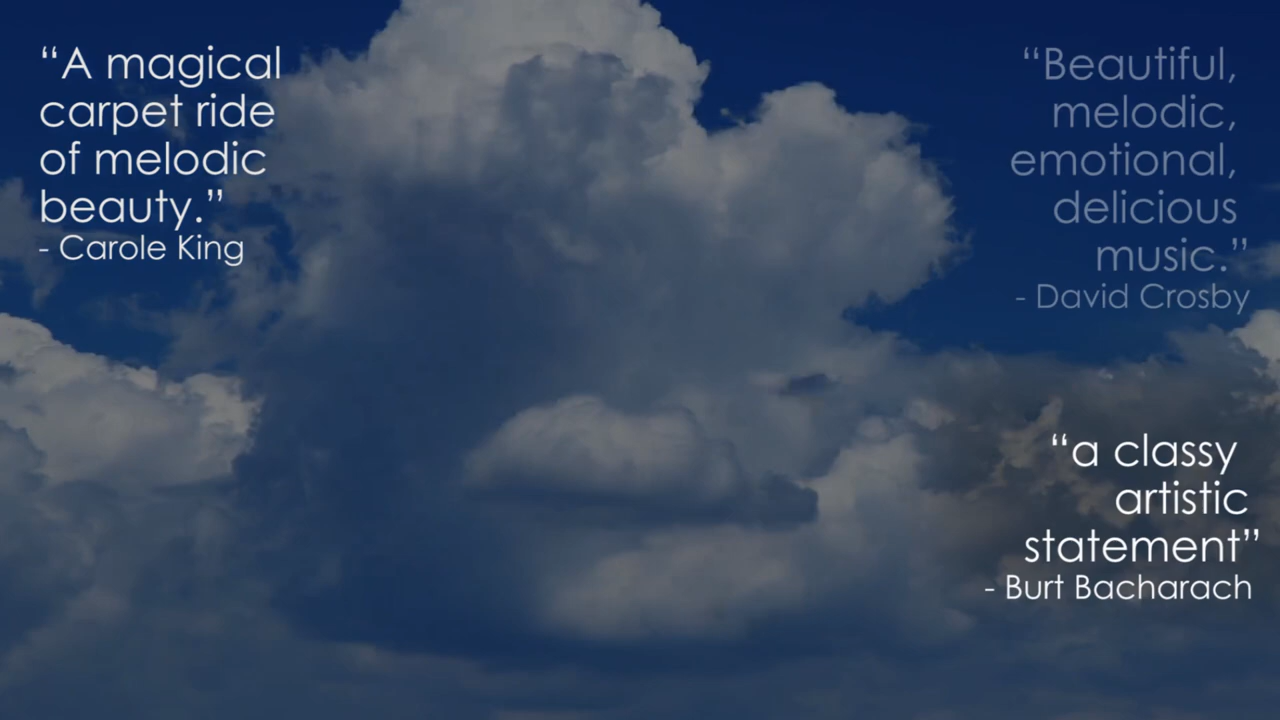 “A magical
carpet ride
of melodic
beauty.”
- Carole King
“Beautiful,
melodic,
emotional,
delicious
music.”
- David Crosby
“a classy
artistic
statement”
- Burt Bacharach